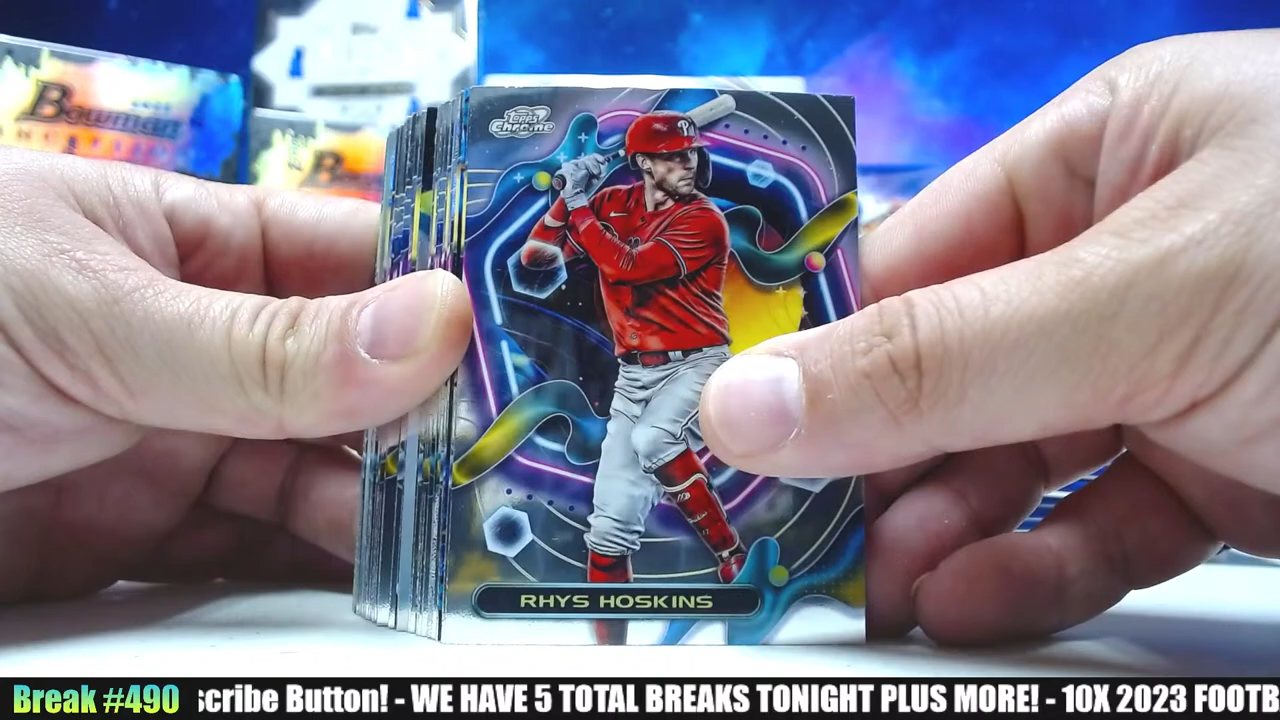 Bowman
B
TOPPS
Chrome
P
RHYS HOSKINS
Break #490
scribe Button! - WE HAVE 5 TOTAL BREAKS TONIGHT PLUS MORE! - 10X 2023 FOOTB